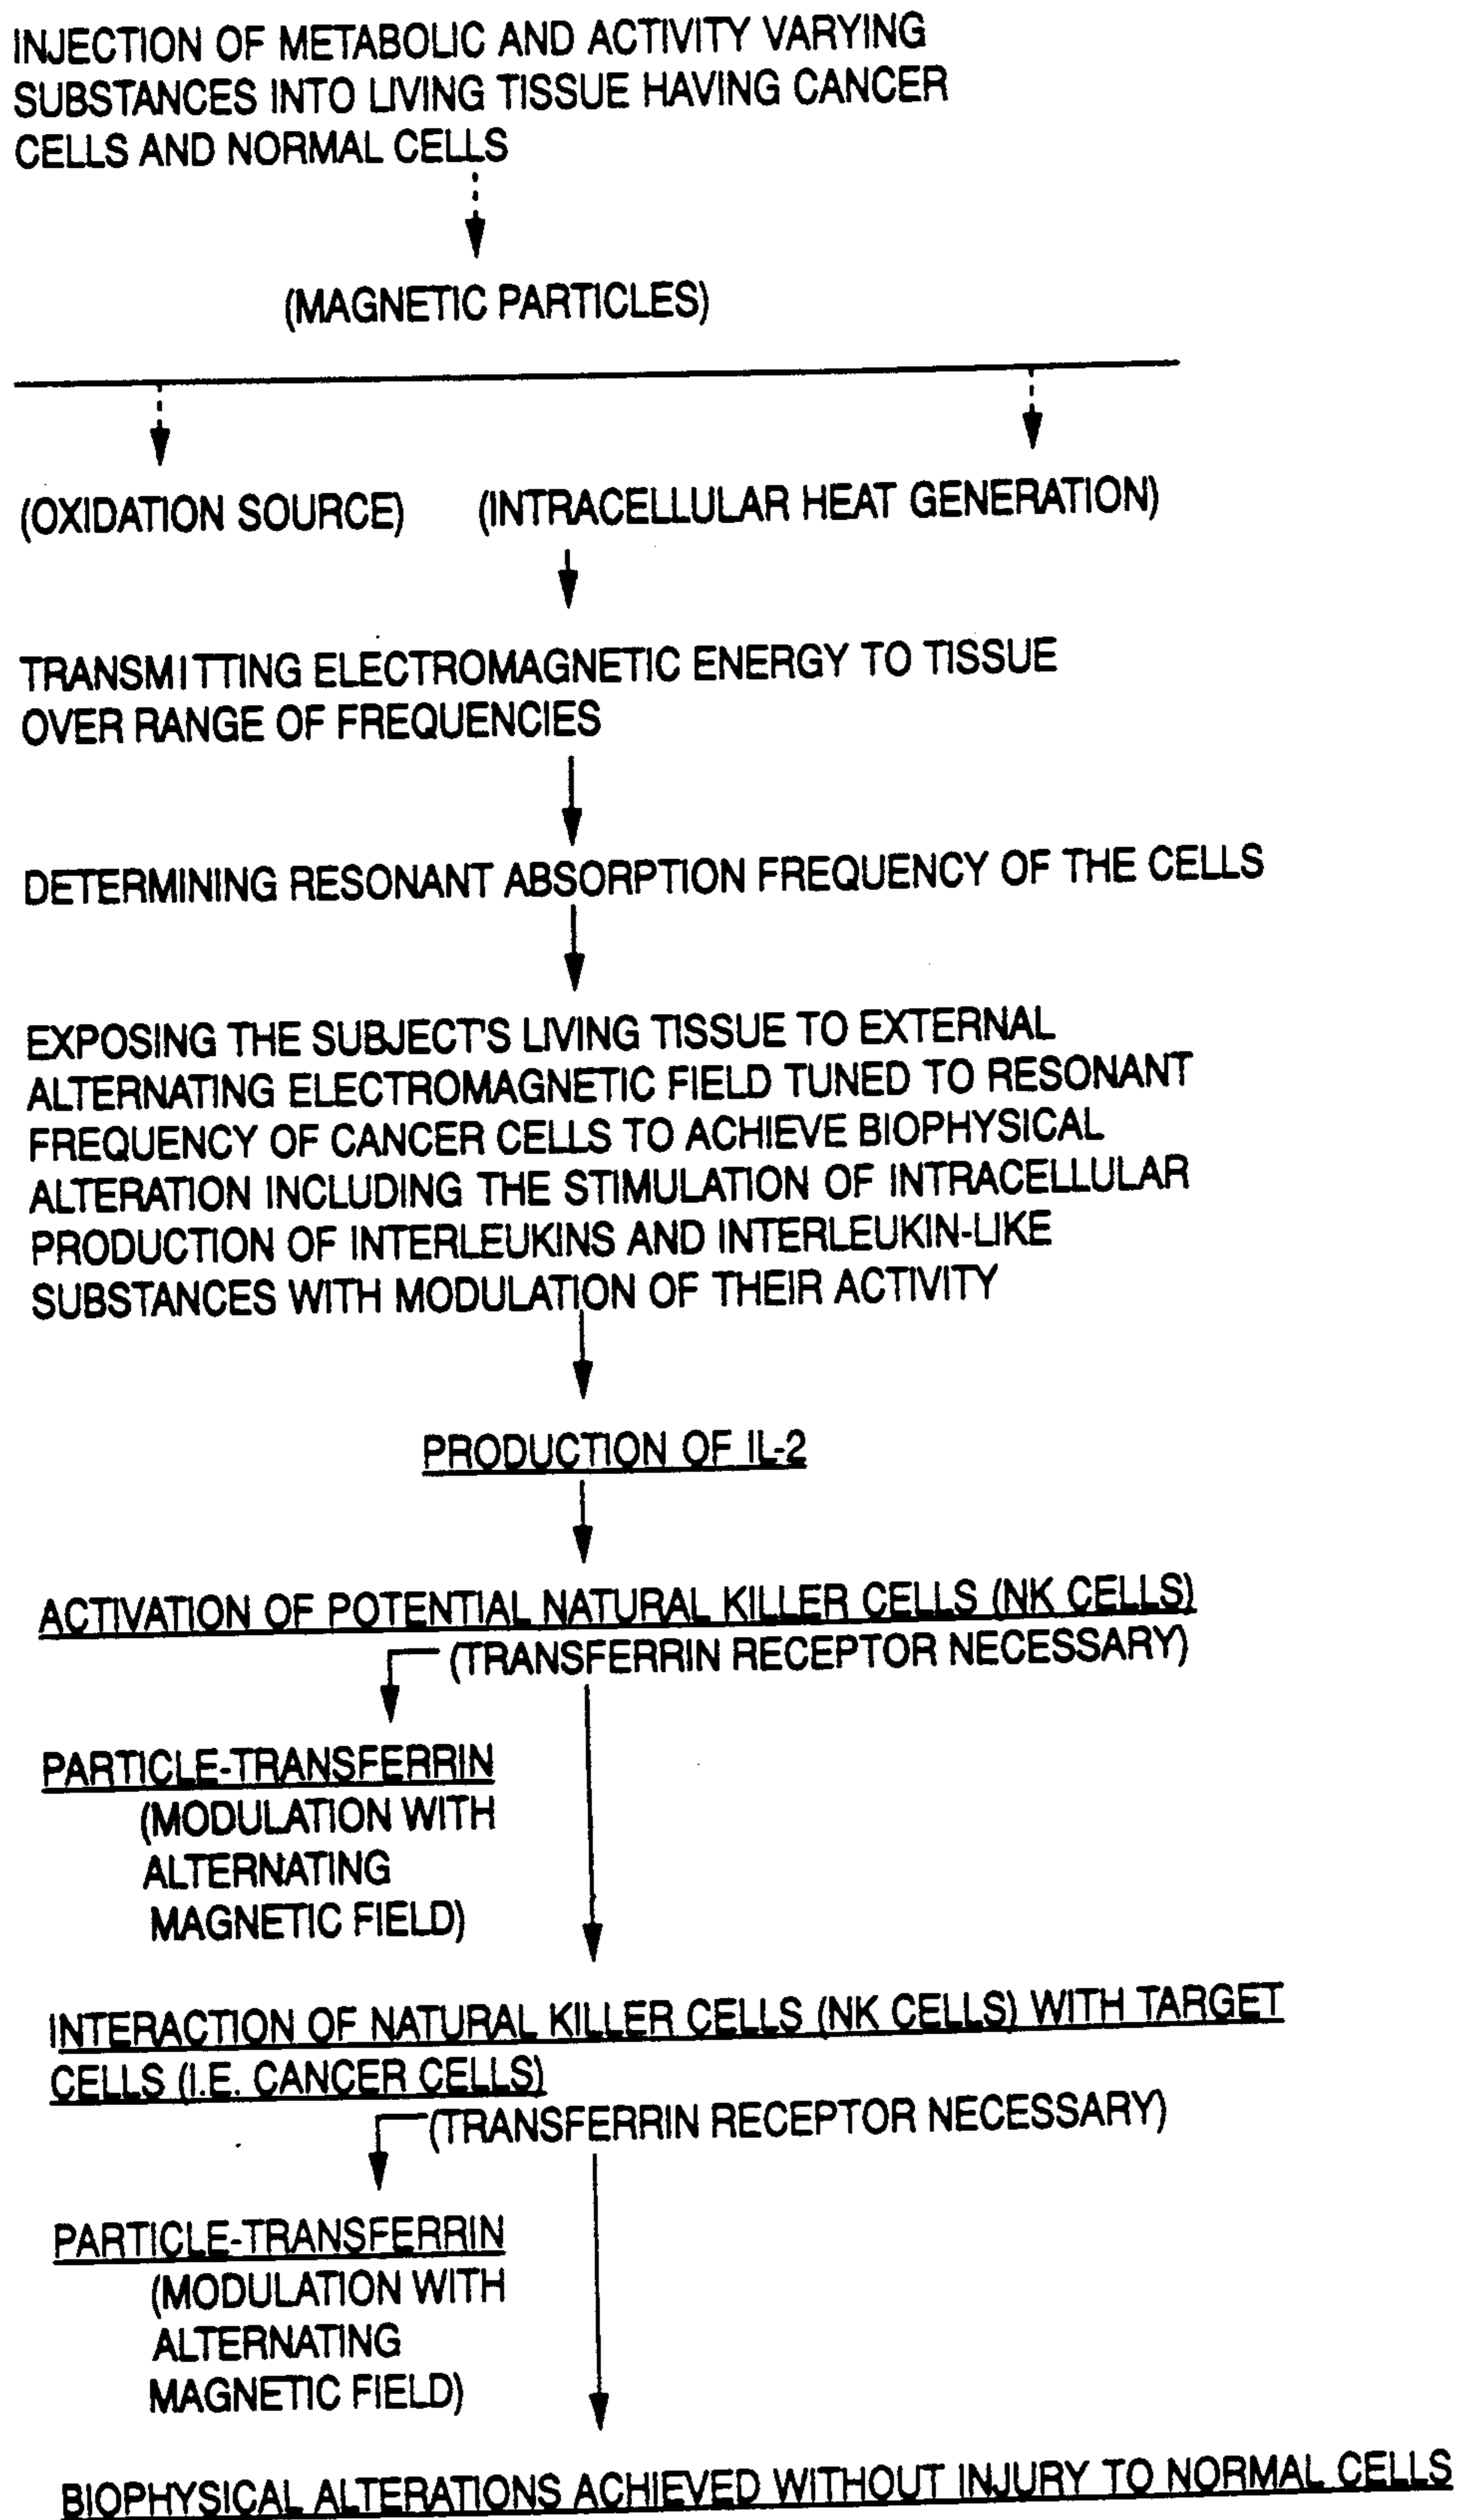 INJECTION OF METABOLIC AND ACTIVITY VARYING
SUBSTANCES INTO LIVING TISSUE HAVING CANCER
CELLS AND NORMAL CELLS
(MAGNETIC PARTICLES)
(OXIDATION SOURCE) (INTRACELLULAR HEAT GENERATION)
TRANSMITTING ELECTROMAGNETIC ENERGY TO TISSUE
OVER RANGE OF FREQUENCIES
DETERMINING RESONANT ABSORPTION FREQUENCY OF THE CELLS
EXPOSING THE SUBJECT'S LIVING TISSUE TO EXTERNAL
ALTERNATING ELECTROMAGNETIC FIELD TUNED TO RESONANT
FREQUENCY OF CANCER CELLS TO ACHIEVE BIOPHYSICAL
ALTERATION INCLUDING THE STIMULATION OF INTRACELLULAR
PRODUCTION OF INTERLEUKINS AND INTERLEUKIN-LIKE
SUBSTANCES WITH MODULATION OF THEIR ACTIVITY
PRODUCTION OF IL-2
ACTIVATION OF POTENTIAL NATURAL KILLER CELLS (NK CELLS)
(TRANSFERRIN RECEPTOR NECESSARY)
PARTICLE-TRANSFERRIN
(MODULATION WITH
ALTERNATING
MAGNETIC FIELD)
INTERACTION OF NATURAL KILLER CELLS (NK CELLS) WITH TARGET
CELLS (I.E. CANCER CELLS)
(TRANSFERRIN RECEPTOR NECESSARY)
PARTICLE-TRANSFERRIN
(MODULATION WITH
ALTERNATING
MAGNETIC FIELD)
BIOPHYSICAL ALTERATIONS ACHIEVED WITHOUT INJURY TO NORMAL CELLS